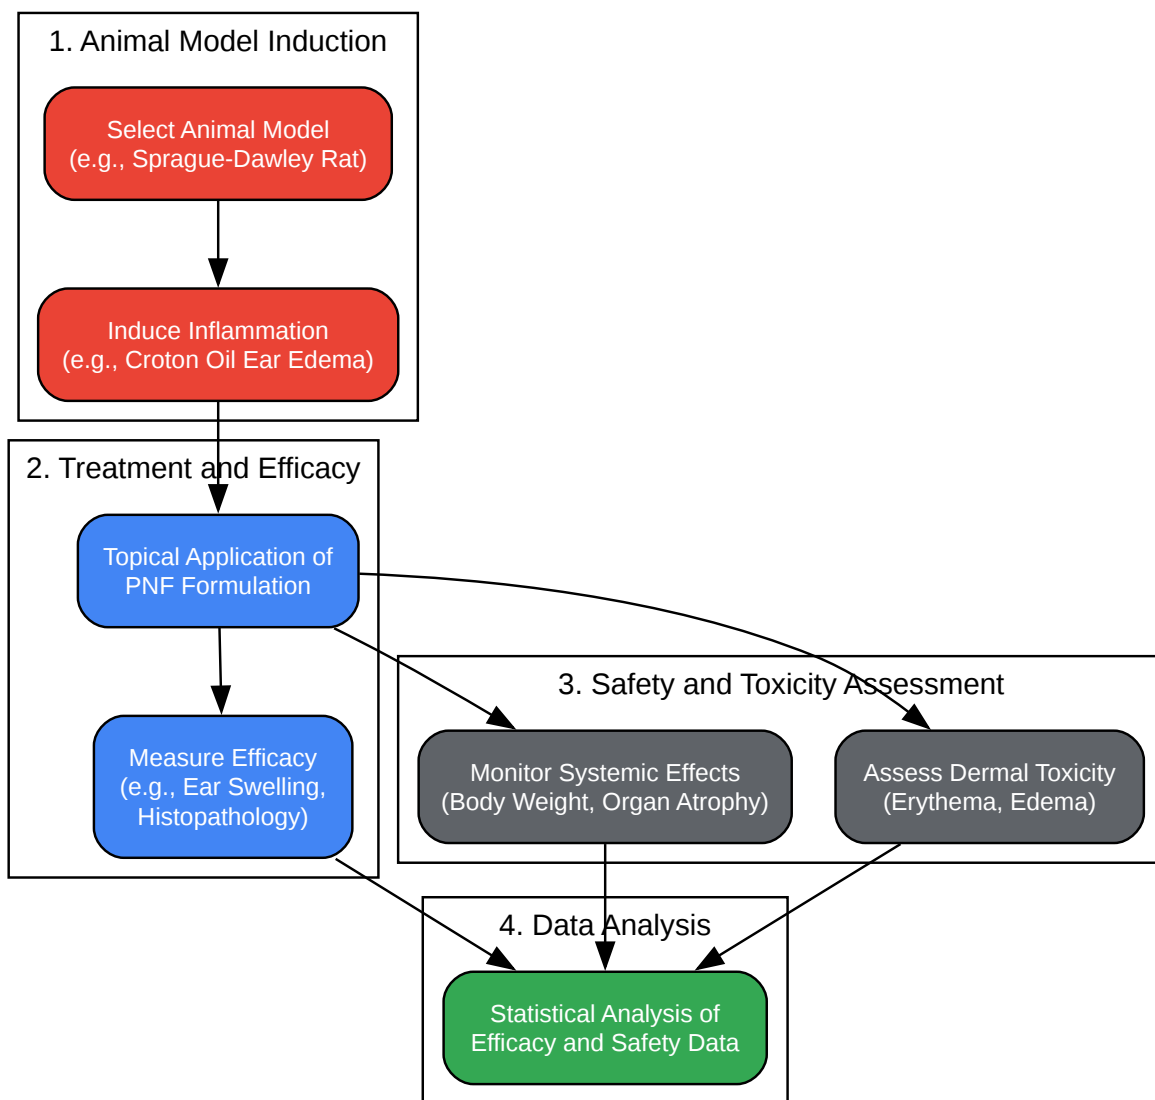 1. Animal Model Induction
Select Animal Model
(e.g., Sprague-Dawley Rat)
Induce Inflammation
(e.g., Croton Oil Ear Edema)
2. Treatment and Efficacy
Topical Application of
PNF Formulation
Measure Efficacy
(e.g., Ear Swelling,
Histopathology)
3. Safety and Toxicity Assessment
Monitor Systemic Effects
(Body Weight, Organ Atrophy)
Assess Dermal Toxicity
(Erythema, Edema)
4. Data Analysis
Statistical Analysis of
Efficacy and Safety Data